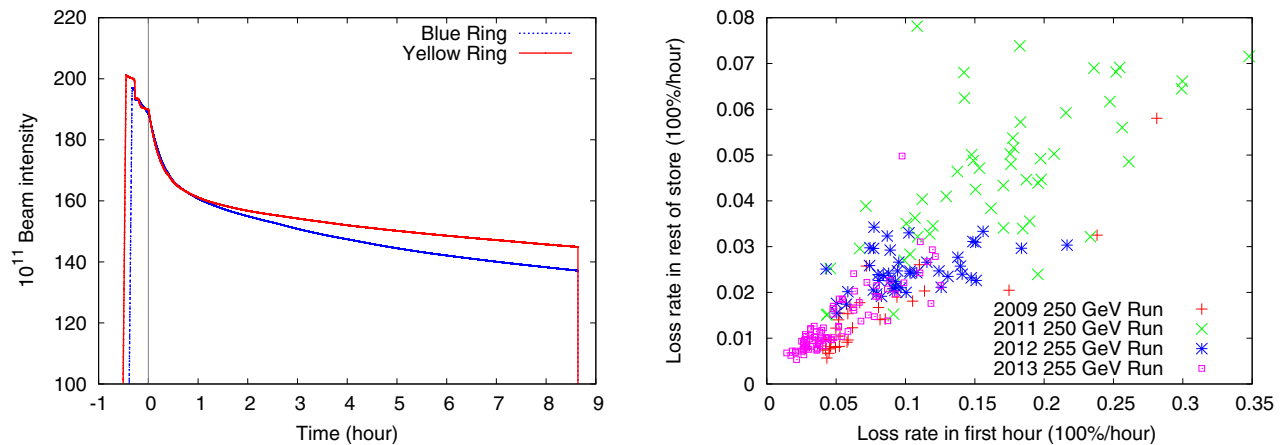 10^11 Beam intensity
220
200
180
160
140
120
100
-1 0 1 2 3 4 5 6 7 8 9
Time (hour)
Blue Ring
Yellow Ring
Loss rate in rest of store (100%/hour)
0.08
0.07
0.06
0.05
0.04
0.03
0.02
0.01
0
0 0.05 0.1 0.15 0.2 0.25 0.3 0.35
Loss rate in first hour (100%/hour)
2009 250 GeV Run
2011 250 GeV Run
2012 255 GeV Run
2013 255 GeV Run